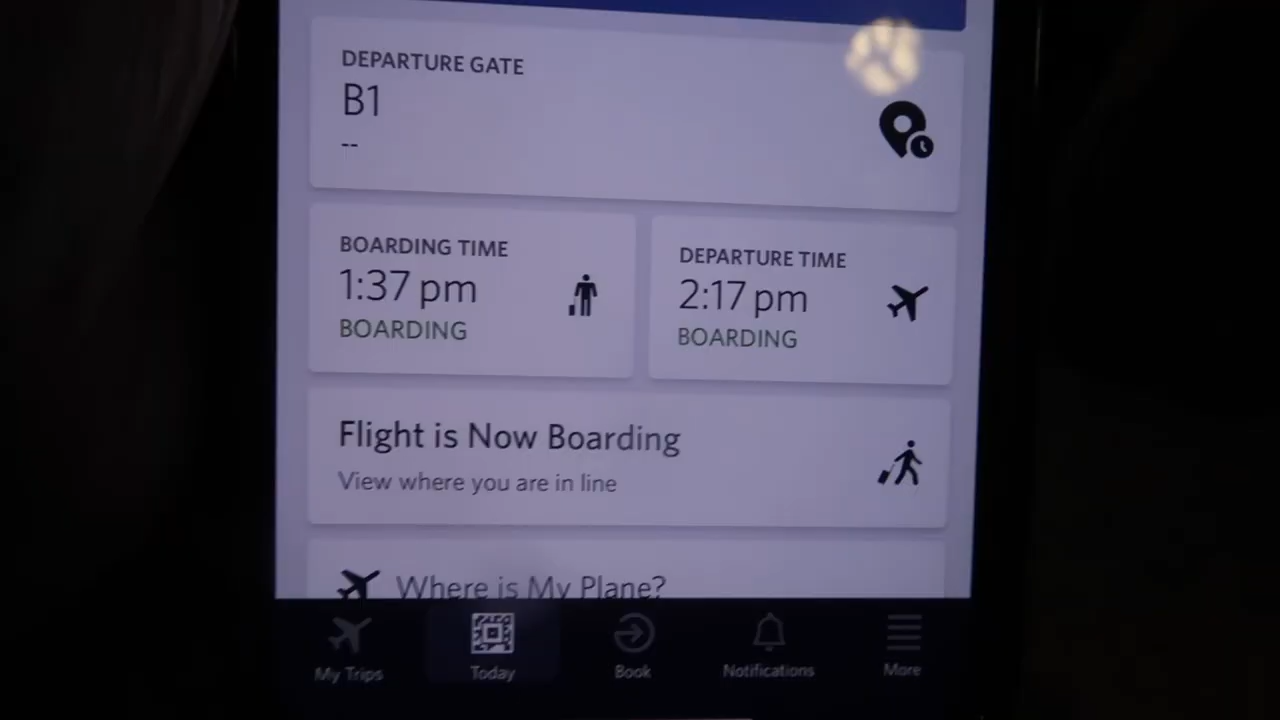 DEPARTURE GATE
B1
--
BOARDING TIME
1:37 pm
BOARDING
DEPARTURE TIME
2:17 pm
BOARDING
Flight is Now Boarding
View where you are in line
Where is My Plane?
My Trips
Today
Book
Notifications
More